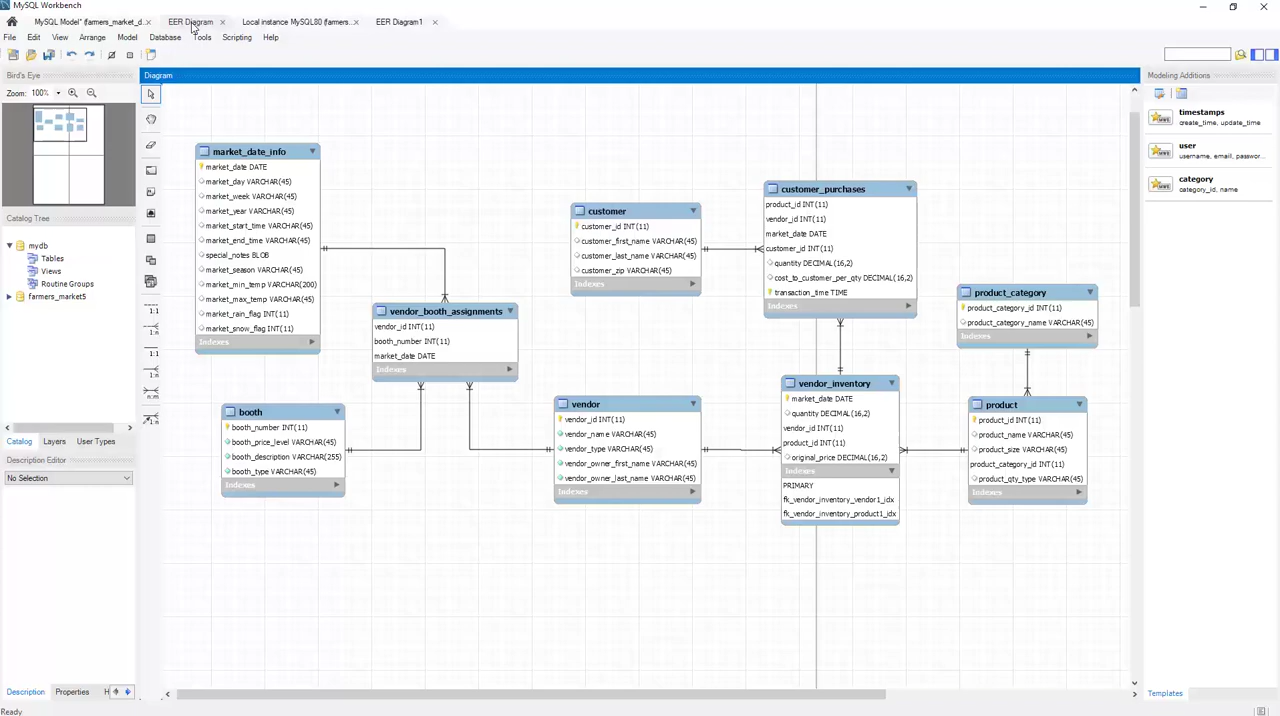 MySQL Workbench
MySQL Model* (farmers_market_d... × EER Diagram × Local instance MySQL80 (farmers... × EER Diagram1 ×
File Edit View Arrange Model Database Tools Scripting Help
Bird's Eye
Zoom: 100%
Catalog Tree
mydb
Tables
Views
Routine Groups
farmers_market5
Catalog Layers User Types
Description Editor
No Selection
Description Properties H
Ready
Diagram
1:1
1:n
1:1
1:n
n:m
1:n
market_date_info
market_date DATE
market_day VARCHAR(45)
market_week VARCHAR(45)
market_year VARCHAR(45)
market_start_time VARCHAR(45)
market_end_time VARCHAR(45)
special_notes BLOB
market_season VARCHAR(45)
market_min_temp VARCHAR(200)
market_max_temp VARCHAR(45)
market_rain_flag INT(11)
market_snow_flag INT(11)
Indexes
booth
booth_number INT(11)
booth_price_level VARCHAR(45)
booth_description VARCHAR(255)
booth_type VARCHAR(45)
Indexes
vendor_booth_assignments
vendor_id INT(11)
booth_number INT(11)
market_date DATE
Indexes
customer
customer_id INT(11)
customer_first_name VARCHAR(45)
customer_last_name VARCHAR(45)
customer_zip VARCHAR(45)
Indexes
vendor
vendor_id INT(11)
vendor_name VARCHAR(45)
vendor_type VARCHAR(45)
vendor_owner_first_name VARCHAR(45)
vendor_owner_last_name VARCHAR(45)
Indexes
customer_purchases
product_id INT(11)
vendor_id INT(11)
market_date DATE
customer_id INT(11)
quantity DECIMAL(16,2)
cost_to_customer_per_qty DECIMAL(16,2)
transaction_time TIME
Indexes
vendor_inventory
market_date DATE
quantity DECIMAL(16,2)
vendor_id INT(11)
product_id INT(11)
original_price DECIMAL(16,2)
Indexes
PRIMARY
fk_vendor_inventory_vendor1_idx
fk_vendor_inventory_product1_idx
product_category
product_category_id INT(11)
product_category_name VARCHAR(45)
Indexes
product
product_id INT(11)
product_name VARCHAR(45)
product_size VARCHAR(45)
product_category_id INT(11)
product_qty_type VARCHAR(45)
Indexes
Modeling Additions
timestamps
create_time, update_time
user
username, email, passwor...
category
category_id, name
Templates